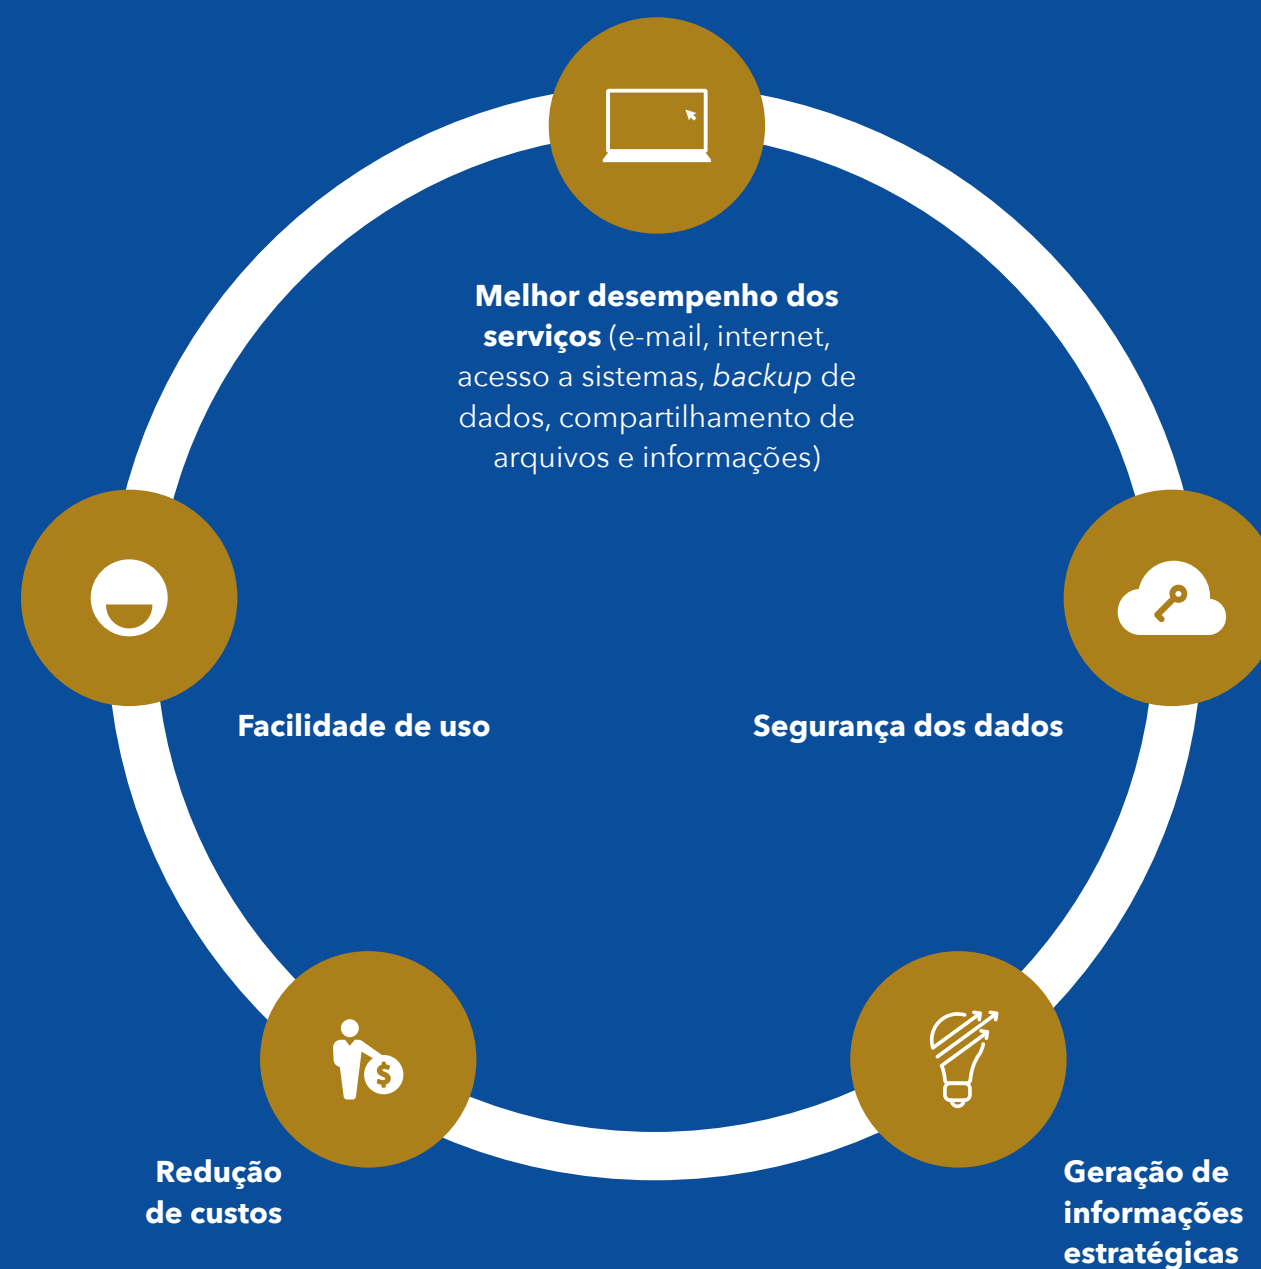 Melhor desempenho dos
serviços (e-mail, internet,
acesso a sistemas, backup de
dados, compartilhamento de
arquivos e informações)
Facilidade de uso
Segurança dos dados
$
Redução
de custos
Geração de
informações
estratégicas